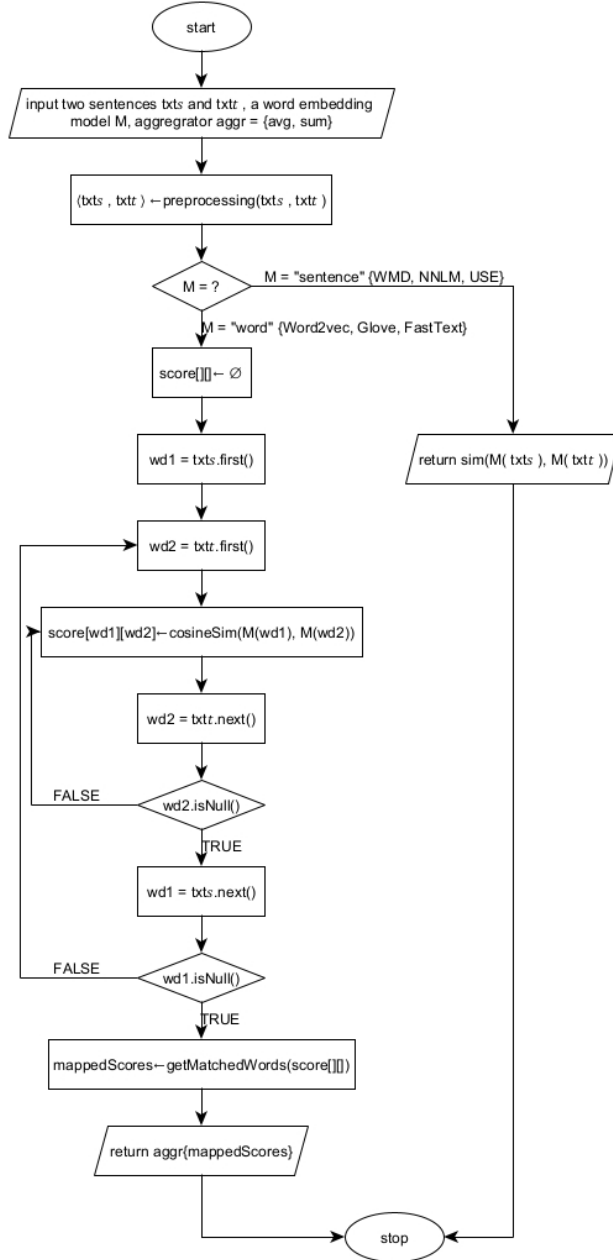 start
input two sentences txts and txtt , a word embedding
model M, aggregrator aggr = {avg, sum}
⟨txts , txtt ⟩ ←preprocessing(txts , txtt )
M = ?
M = "sentence" {WMD, NNLM, USE}
M = "word" {Word2vec, Glove, FastText}
score[][]← ∅
wd1 = txts.first()
return sim(M( txts ), M( txtt ))
wd2 = txtt.first()
score[wd1][wd2]←cosineSim(M(wd1), M(wd2))
wd2 = txtt.next()
FALSE
wd2.isNull()
TRUE
wd1 = txts.next()
FALSE
wd1.isNull()
TRUE
mappedScores←getMatchedWords(score[][])
return aggr{mappedScores}
stop